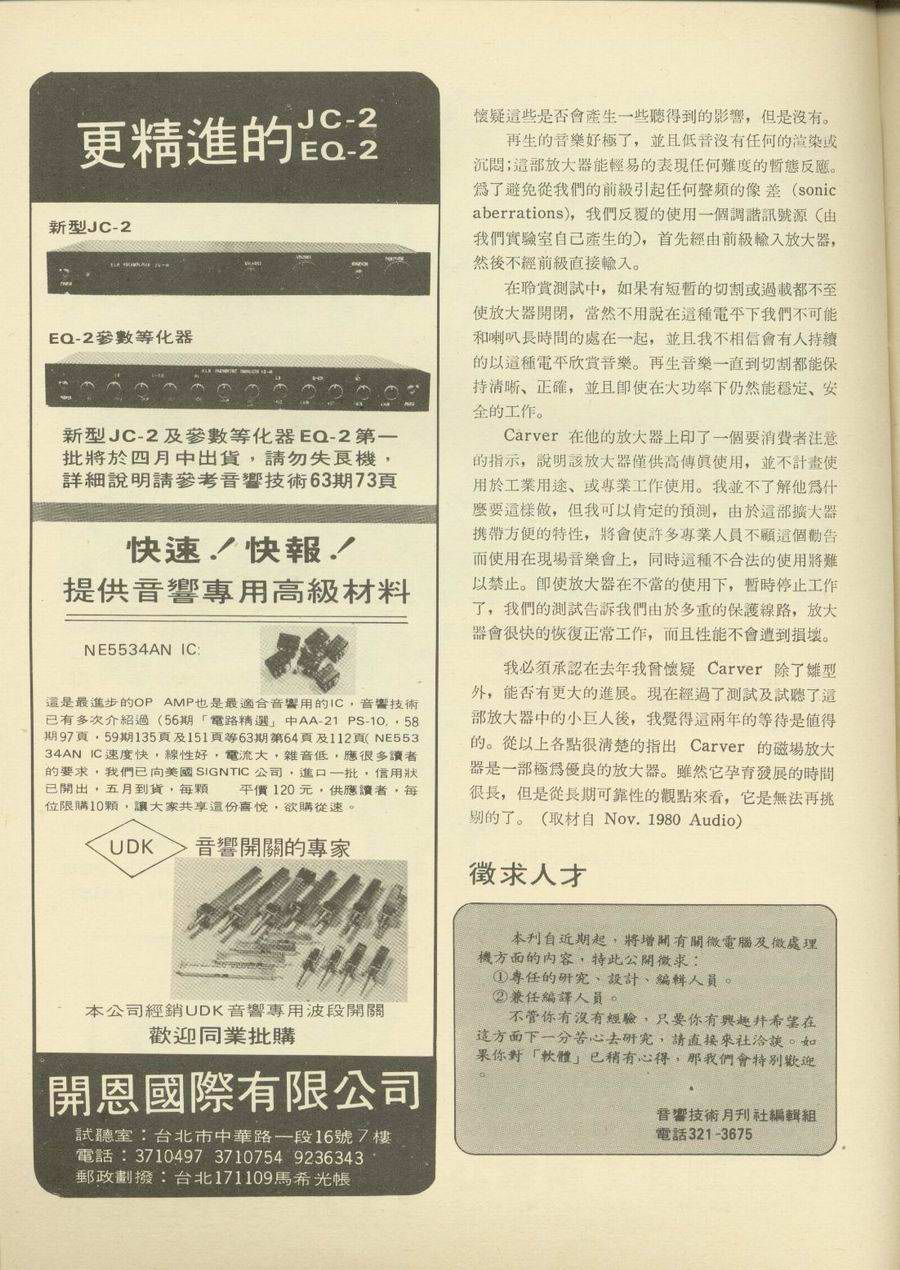 更精進的 JC-2
EQ-2
新型JC-2
EQ-2參數等化器
新型JC-2及參數等化器EQ-2第一
批將於四月中出貨，請勿失良機，
詳細說明請參考音響技術63期73頁
快速！快報！
提供音響專用高級材料
NE5534AN IC:
這是最進步的OP AMP也是最適合音響用的IC，音響技術
已有多次介紹過（56期「電路精選」中AA-21 PS-10,，58
期97頁，59期135頁及151頁等63期第64頁及112頁( NE553
34AN IC速度快，線性好，電流大，雜音低，應很多讀者
的要求，我們已向美國SIGNTIC公司，進口一批，信用狀
已開出，五月到貨，每顆 平價120元，供應讀者，每
位限購10顆，讓大家共享這份喜悅，欲購從速。
UDK 音響開關的專家
本公司經銷UDK音響專用波段開關
歡迎同業批購
開恩國際有限公司
試聽室：台北市中華路一段16號7樓
電話：3710497 3710754 9236343
郵政劃撥：台北171109馬希光帳
懷疑這些是否會產生一些聽得到的影響，但是沒有。
再生的音樂好極了，並且低音沒有任何的渲染或
沉悶；這部放大器能輕易的表現任何難度的暫態反應。
爲了避免從我們的前級引起任何聲頻的像差（sonic
aberrations)，我們反覆的使用一個調諧訊號源（由
我們實驗室自己產生的），首先經由前級輸入放大器，
然後不經前級直接輸入。
在聆賞測試中，如果有短暫的切割或過載都不至
使放大器開閉，當然不用說在這種電平下我們不可能
和喇叭長時間的處在一起，並且我不相信會有人持續
的以這種電平欣賞音樂。再生音樂一直到切割都能保
持清晰、正確，並且卽使在大功率下仍然能穩定、安
全的工作。
Carver 在他的放大器上印了一個要消費者注意
的指示，說明該放大器僅供高傳眞使用，並不計畫使
用於工業用途、或專業工作使用。我並不了解他爲什
麼要這樣做，但我可以肯定的預測，由於這部擴大器
携帶方便的特性，將會使許多專業人員不顧這個勸告
而使用在現場音樂會上，同時這種不合法的使用將難
以禁止。卽使放大器在不當的使用下，暫時停止工作
了，我們的測試告訴我們由於多重的保護線路，放大
器會很快的恢復正常工作，而且性能不會遭到損壞。
我必須承認在去年我曾懷疑 Carver 除了雛型
外，能否有更大的進展。現在經過了測試及試聽了這
部放大器中的小巨人後，我覺得這兩年的等待是值得
的。從以上各點很清楚的指出 Carver 的磁場放大
器是一部極爲優良的放大器。雖然它孕育發展的時間
很長，但是從長期可靠性的觀點來看，它是無法再挑
剔的了。（取材自 Nov. 1980 Audio)
徵求人才
本刊自近期起，將增闢有關微電腦及微處理
機方面的內容，特此公開徵求：
①專任的研究、設計、編輯人員。
②兼任編譯人員。
不管你有沒有經驗，只要你有興趣幷希望在
這方面下一分苦心去研究，請直接來社洽談。如
果你對「軟體」已稍有心得，那我們會特別歡迎
。
音響技術月刊社編輯組
電話321-3675